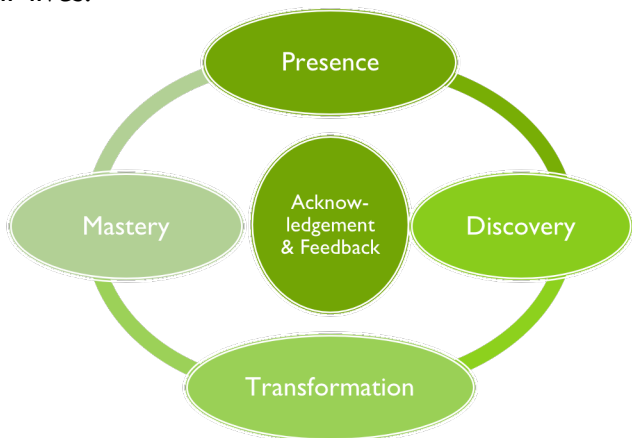 Presence
Mastery
Acknow-
ledgement
& Feedback
Discovery
Transformation